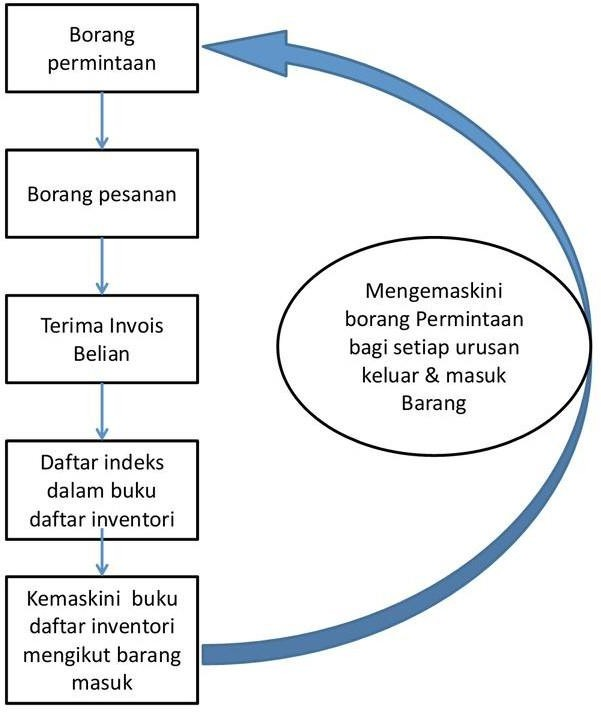 Borang
permintaan
Borang pesanan
Terima Invois
Belian
Daftar indeks
dalam buku
daftar inventori
Kemaskini buku
daftar inventori
mengikut barang
masuk
Mengemaskini
borang Permintaan
bagi setiap urusan
keluar & masuk
Barang